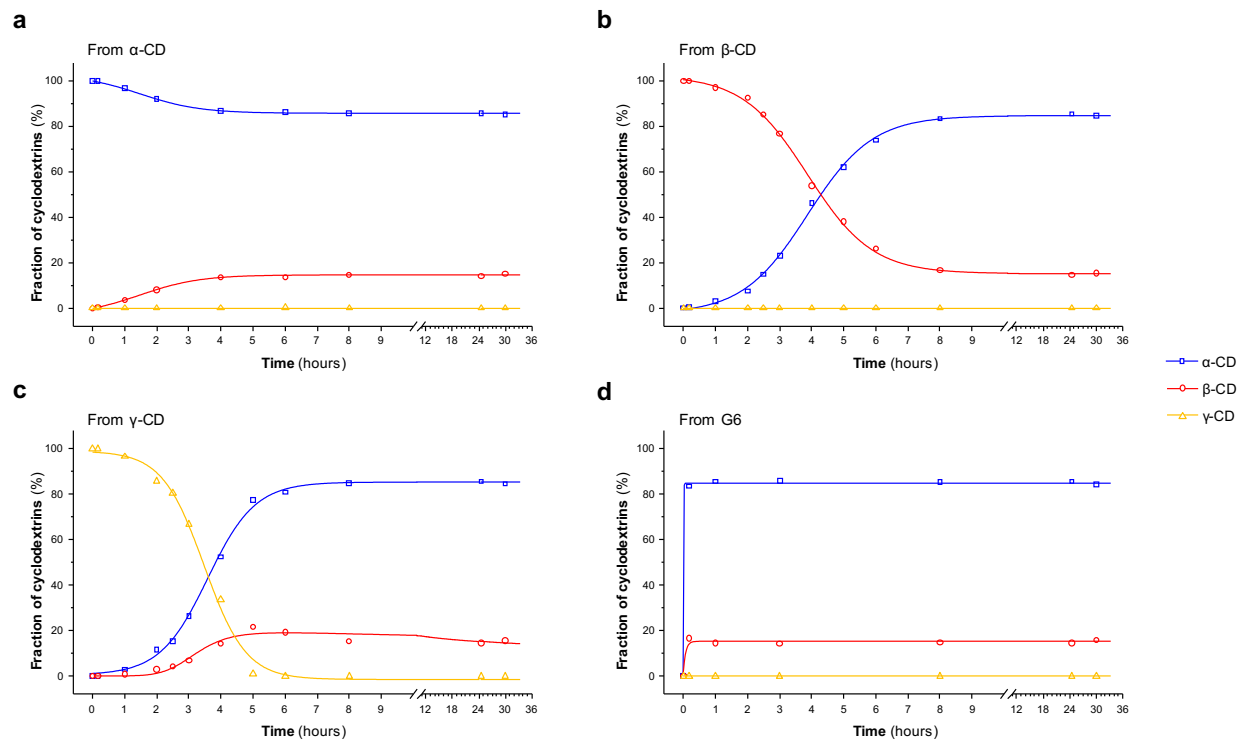 a
From α-CD
Fraction of cyclodextrins (%)
100
80
60
40
20
0
0 1 2 3 4 5 6 7 8 12 18 24 30 36
Time (hours)
b
From β-CD
Fraction of cyclodextrins (%)
100
80
60
40
20
0
0 1 2 3 4 5 6 7 8 9 12 18 24 30 36
Time (hours)
α-CD
β-CD
γ-CD
c
From γ-CD
Fraction of cyclodextrins (%)
100
80
60
40
20
0
0 1 2 3 4 5 6 7 8 9 12 18 24 30 36
Time (hours)
d
From G6
Fraction of cyclodextrins (%)
100
80
60
40
20
0
0 1 2 3 4 5 6 7 8 9 12 18 24 30 36
Time (hours)